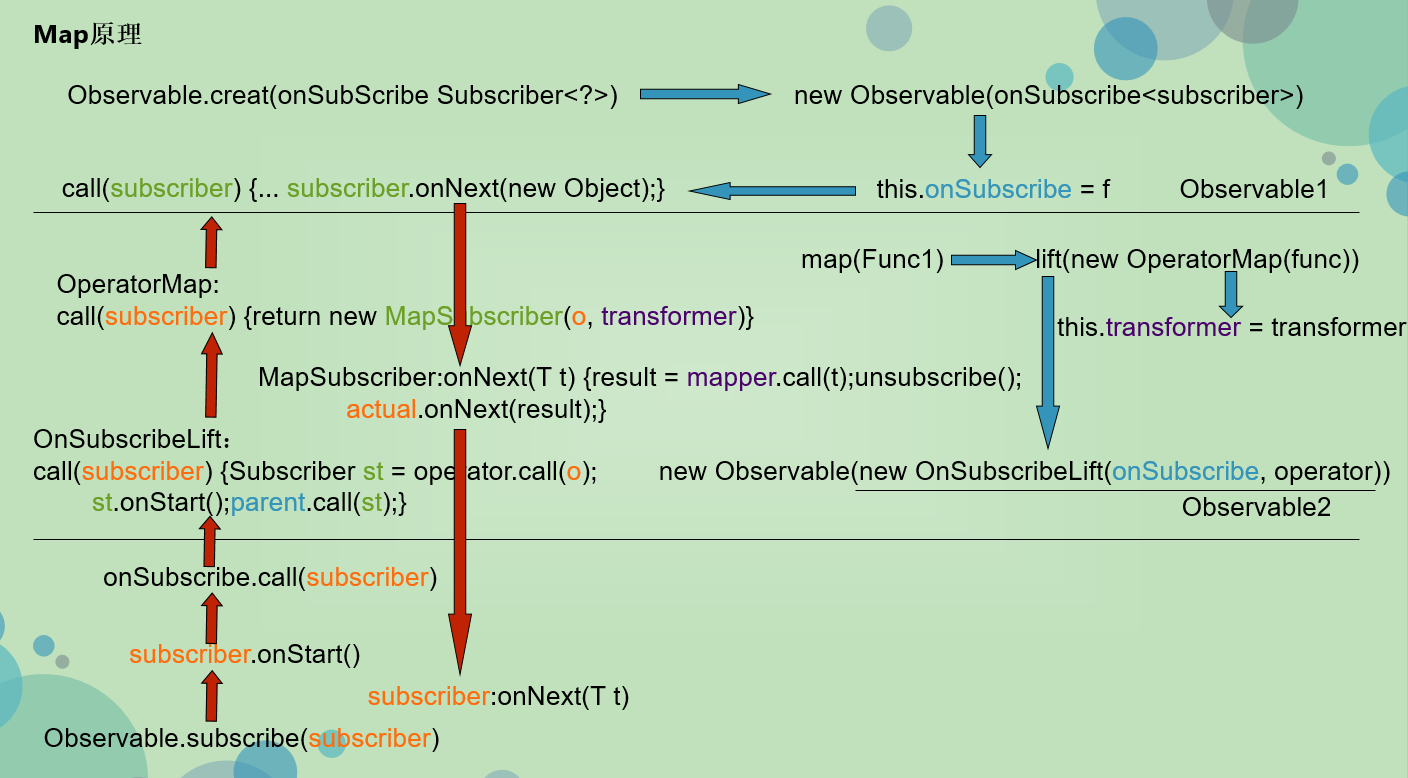 Map原理
Observable.creat(onSubScribe Subscriber<?>)
new Observable(onSubscribe<subscriber>)
call(subscriber) {... subscriber.onNext(new Object);}
this.onSubscribe = f
Observable1
map(Func1)
lift(new OperatorMap(func))
OperatorMap:
call(subscriber) {return new MapSubscriber(o, transformer)}
this.transformer = transformer
MapSubscriber:onNext(T t) {result = mapper.call(t);unsubscribe();
actual.onNext(result);}
OnSubscribeLift：
call(subscriber) {Subscriber st = operator.call(o);
st.onStart();parent.call(st);}
new Observable(new OnSubscribeLift(onSubscribe, operator))
Observable2
onSubscribe.call(subscriber)
subscriber.onStart()
subscriber:onNext(T t)
Observable.subscribe(subscriber)